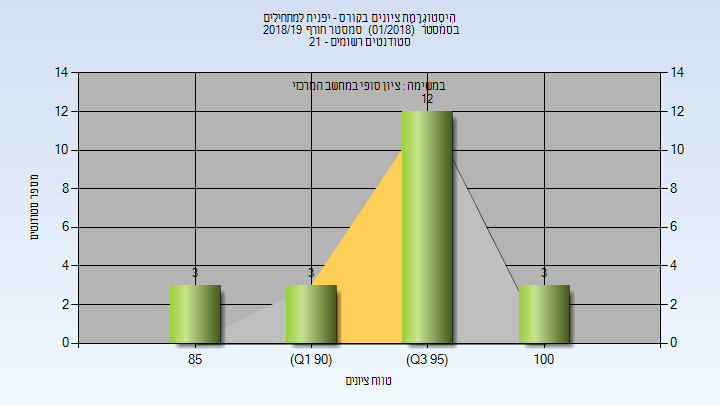 היסטוגרמת ציונים בקורס - יפנית למתחילים
בסמסטר (01/2018) סמסטר חורף 2018/19
סטודנטים רשומים - 21
במשימה : ציון סופי במחשב המרכזי
14 14
12 12
10 10
8 8
6 6
4 4
2 2
0 0
3 3 12 3
85 (Q1 90) (Q3 95) 100
מספר סטודנטים
טווח ציונים